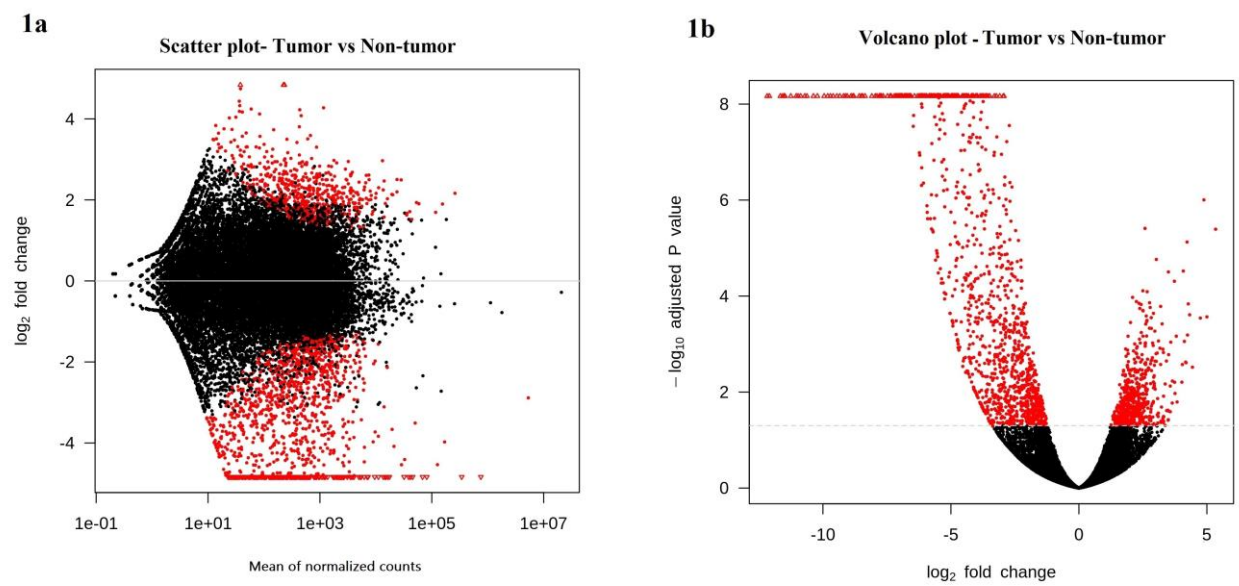 1a
Scatter plot- Tumor vs Non-tumor
4
2
0
-2
-4
log2 fold change
1e-01 1e+01 1e+03 1e+05 1e+07
Mean of normalized counts
1b
Volcano plot - Tumor vs Non-tumor
8
6
4
2
0
− log10 adjusted P value
-10 -5 0 5
log2 fold change